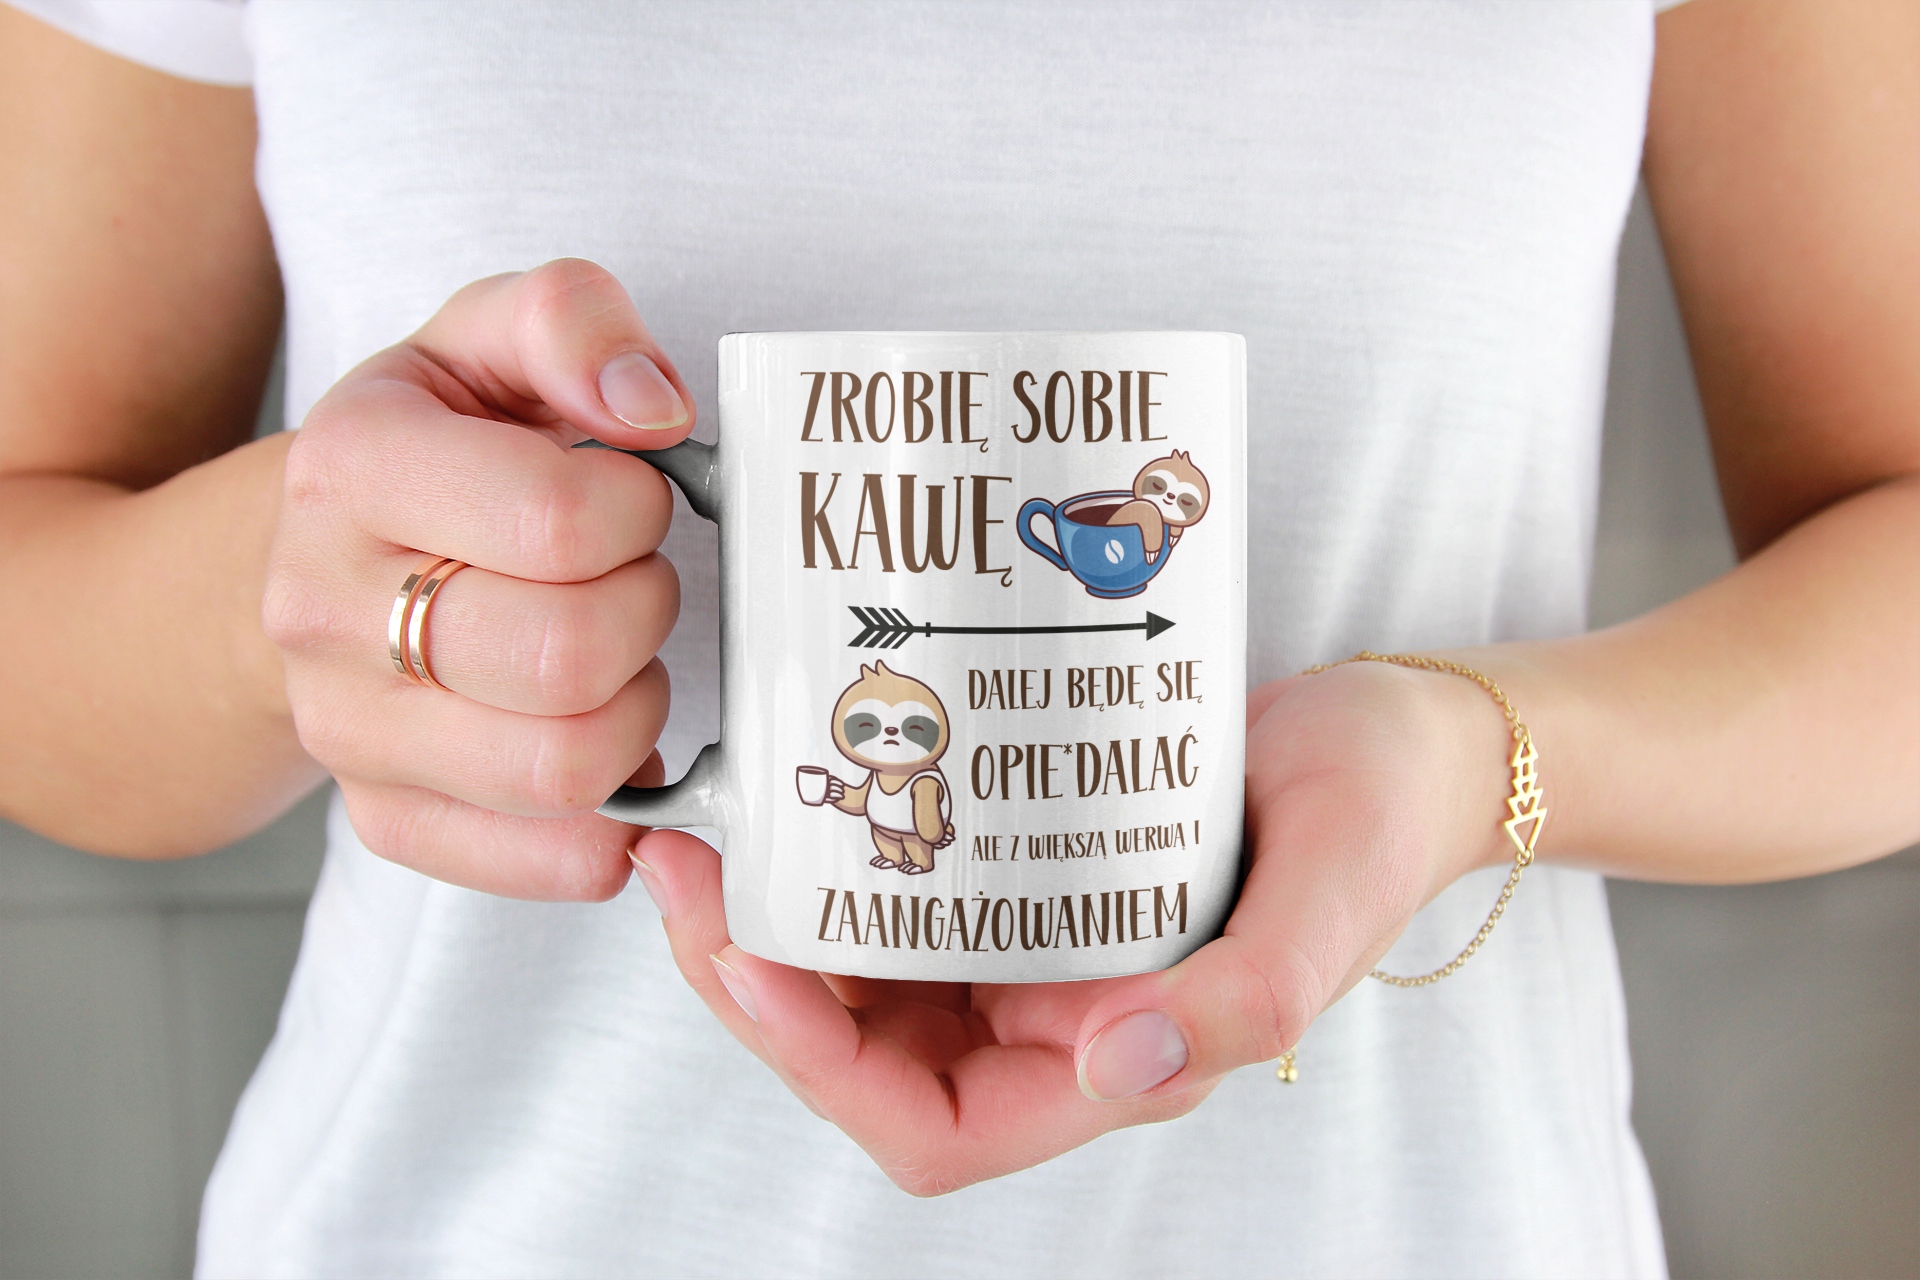 ZROBIĘ SOBIE
KAWĘ
DALEJ BĘDĘ SIĘ
OPIE*DALAĆ
ALE Z WIĘKSZĄ WERWĄ I
ZAANGAŻOWANIEM